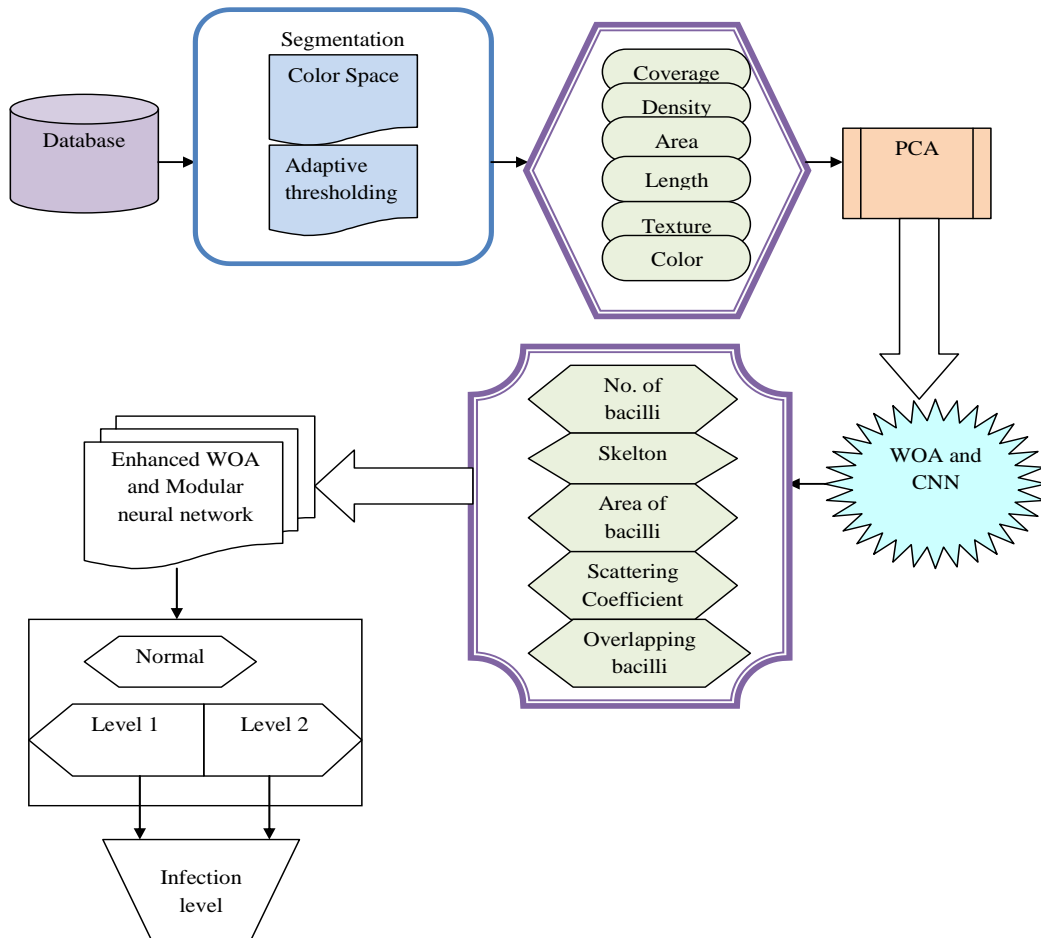 Database
Segmentation
Color Space
Adaptive
thresholding
Coverage
Density
Area
Length
Texture
Color
PCA
WOA and
CNN
No. of
bacilli
Skelton
Area of
bacilli
Scattering
Coefficient
Overlapping
bacilli
Enhanced WOA
and Modular
neural network
Normal
Level 1
Level 2
Infection
level